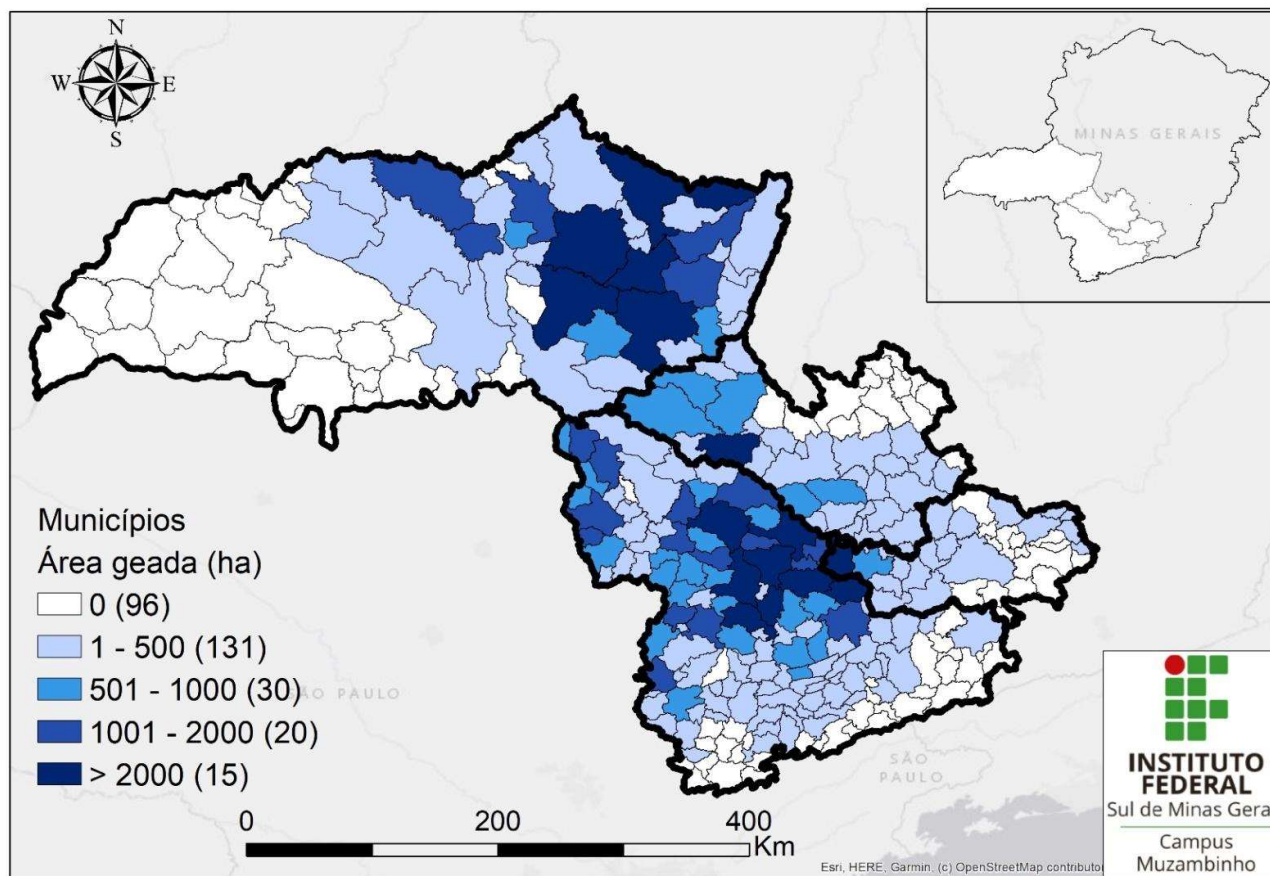 N
W E
S
MINAS GERAIS
Municípios
Área geada (ha)
0 (96)
1 - 500 (131)
501 - 1000 (30)
1001 - 2000 (20)
> 2000 (15)
SÃO PAULO
SÃO
PAULO
0 200 400
Km
Esri, HERE, Garmin, (c) OpenStreetMap contributo
INSTITUTO
FEDERAL
Sul de Minas Gera
Campus
Muzambinho